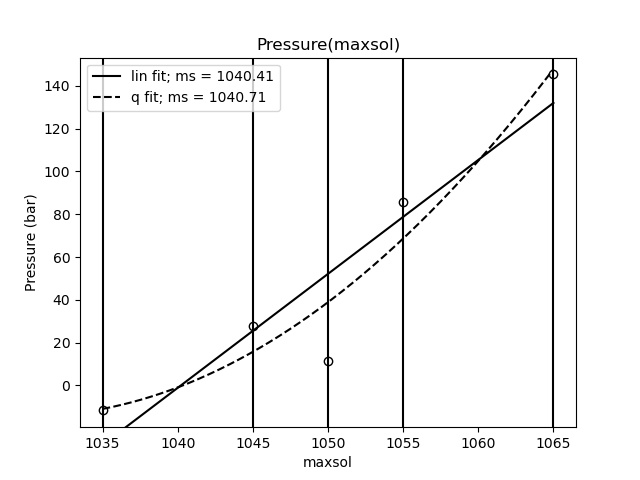 Pressure(maxsol)
lin fit; ms = 1040.41
q fit; ms = 1040.71
Pressure (bar)
140
120
100
80
60
40
20
0
1035 1040 1045 1050 1055 1060 1065
maxsol